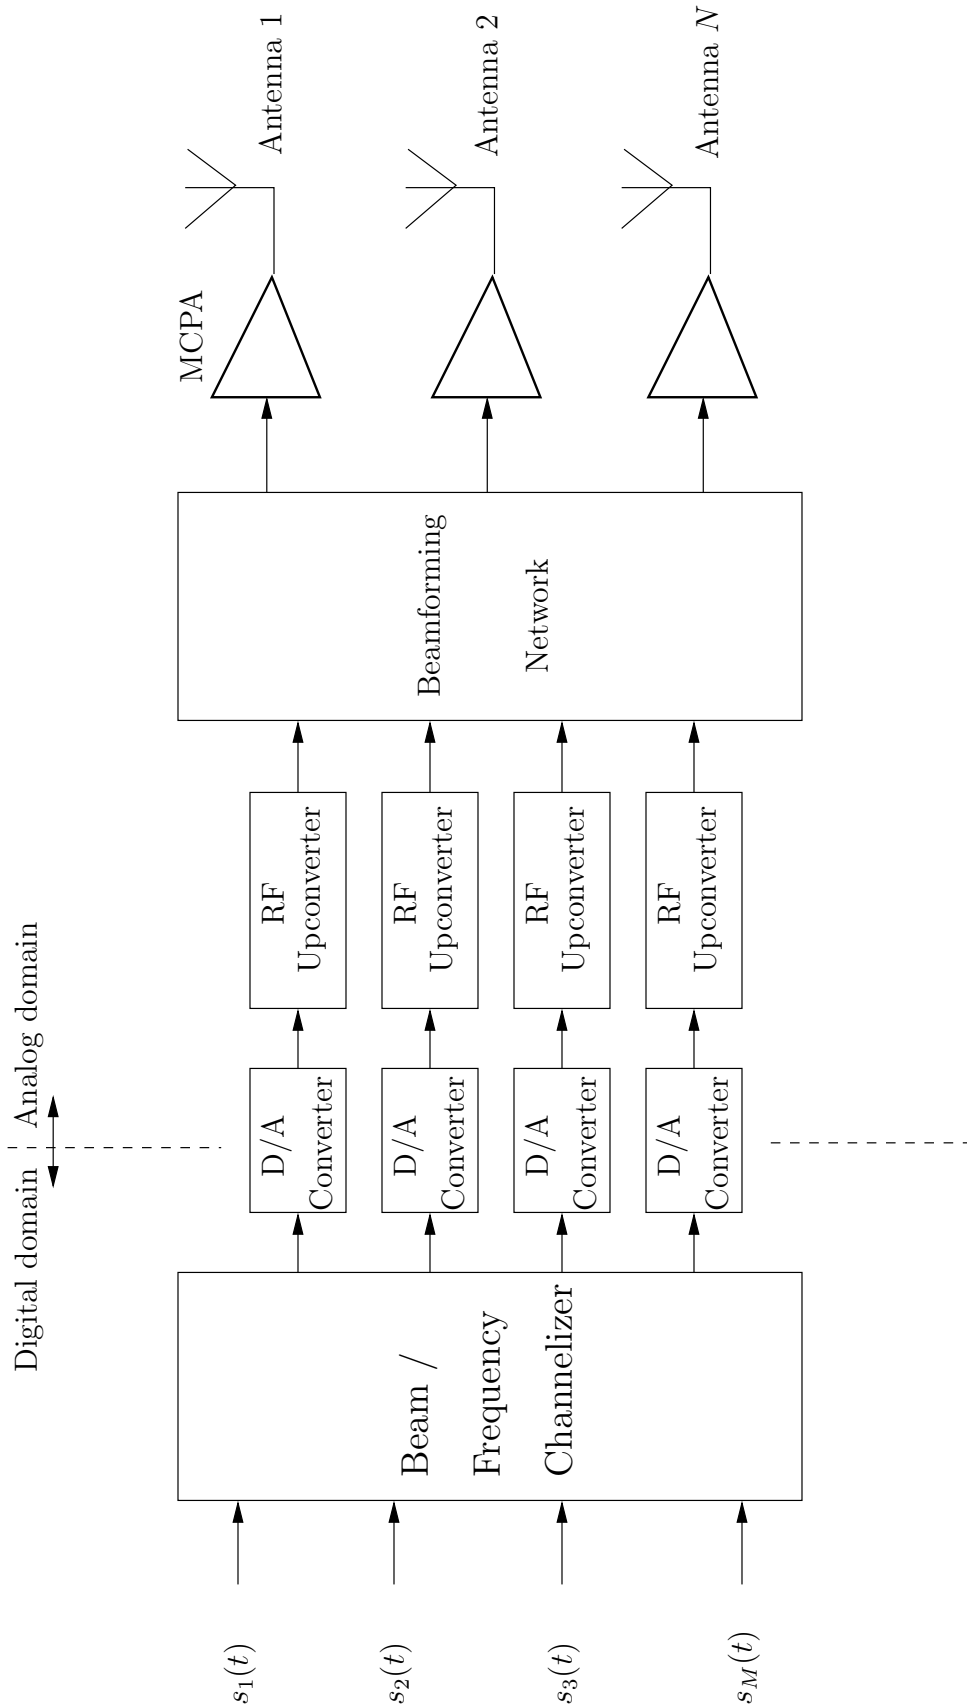 Digital domain
Analog domain
s₁(t)
s₂(t)
s₃(t)
s_M(t)
Beam /
Frequency
Channelizer
D/A
Converter
D/A
Converter
D/A
Converter
D/A
Converter
RF
Upconverter
RF
Upconverter
RF
Upconverter
RF
Upconverter
Beamforming
Network
MCPA
Antenna 1
Antenna 2
Antenna N